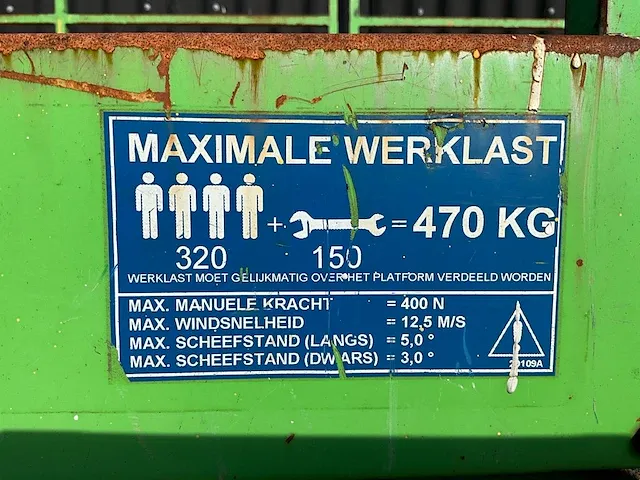 MAXIMALE WERKLAST
+ = 470 KG
320 150
WERKLAST MOET GELIJKMATIG OVER HET PLATFORM VERDEELD WORDEN
MAX. MANUELE KRACHT = 400 N
MAX. WINDSNELHEID = 12,5 M/S
MAX. SCHEEFSTAND (LANGS) = 5,0 °
MAX. SCHEEFSTAND (DWARS) = 3,0 °